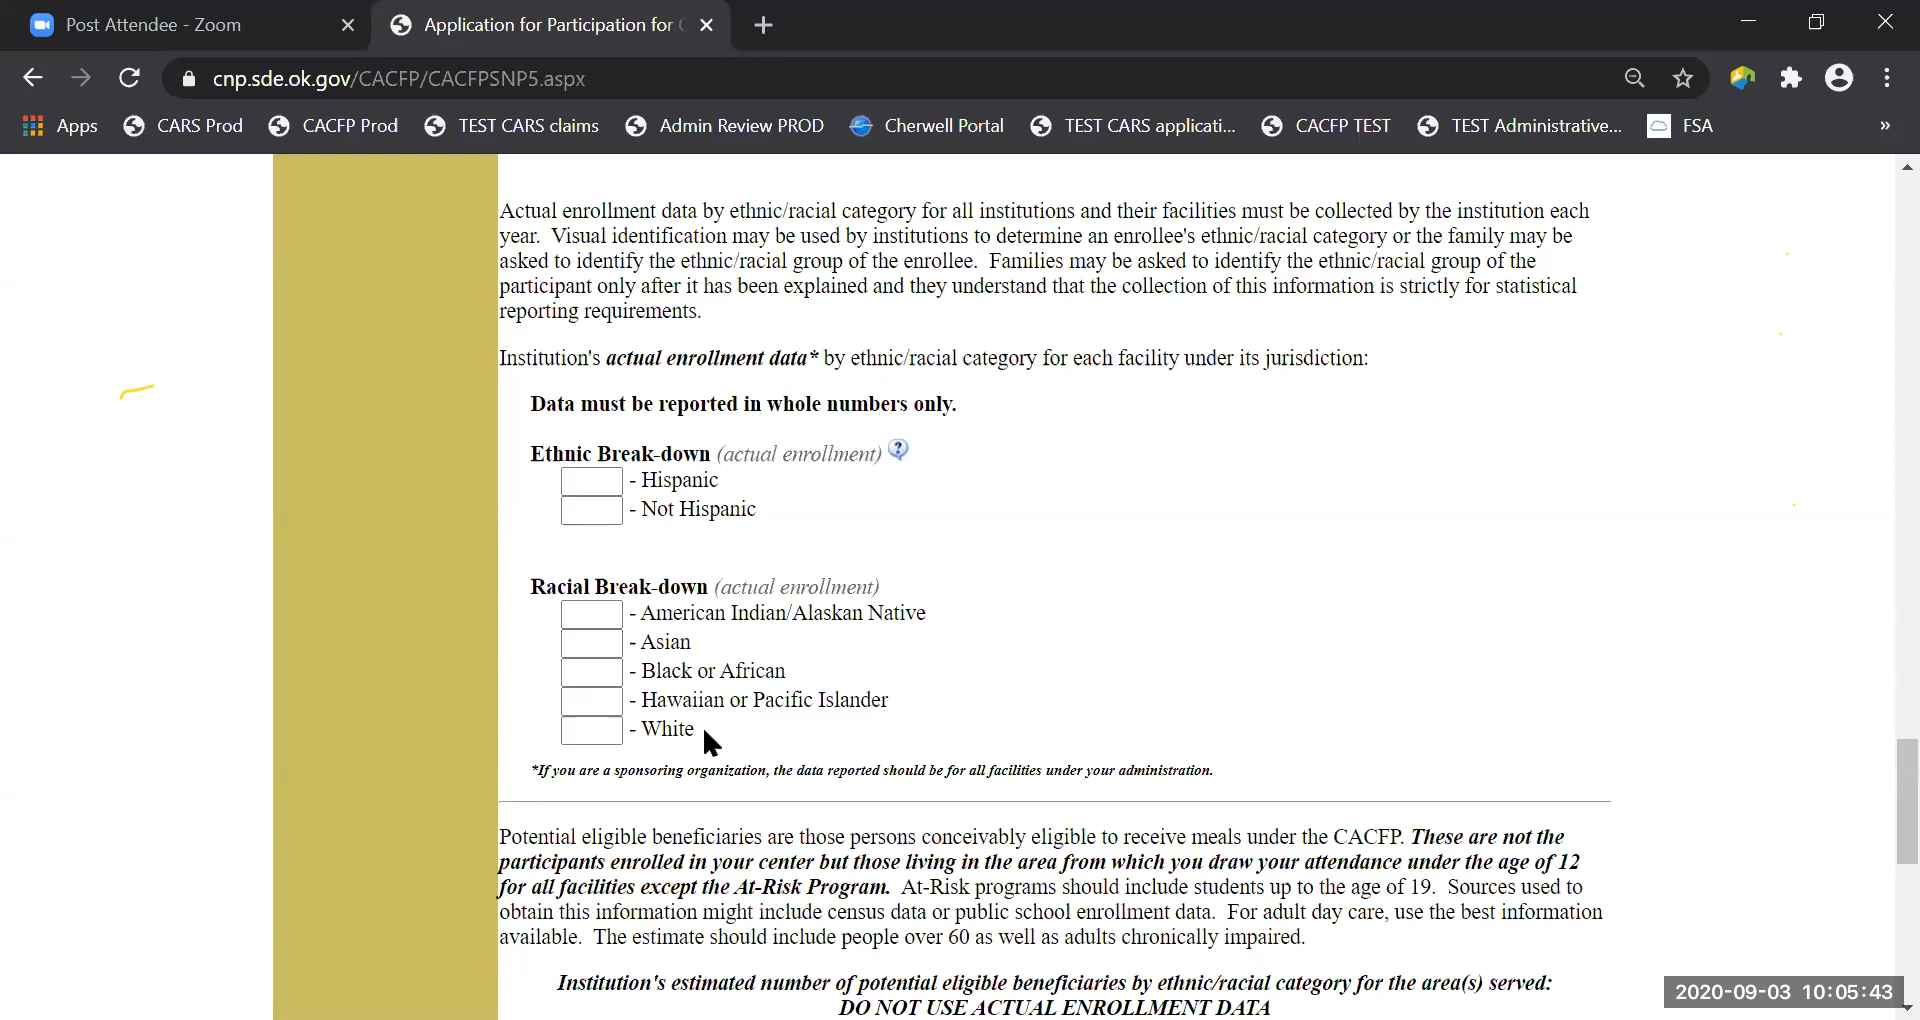 Post Attendee - Zoom
Application for Participation for
cnp.sde.ok.gov/CACFP/CACFPSNP5.aspx
Apps CARS Prod CACFP Prod TEST CARS claims Admin Review PROD Cherwell Portal TEST CARS applicati... CACFP TEST TEST Administrative... FSA »
Actual enrollment data by ethnic/racial category for all institutions and their facilities must be collected by the institution each
year. Visual identification may be used by institutions to determine an enrollee's ethnic/racial category or the family may be
asked to identify the ethnic/racial group of the enrollee. Families may be asked to identify the ethnic/racial group of the
participant only after it has been explained and they understand that the collection of this information is strictly for statistical
reporting requirements.
Institution's actual enrollment data* by ethnic/racial category for each facility under its jurisdiction:
Data must be reported in whole numbers only.
Ethnic Break-down (actual enrollment) ?
- Hispanic
- Not Hispanic
Racial Break-down (actual enrollment)
- American Indian/Alaskan Native
- Asian
- Black or African
- Hawaiian or Pacific Islander
- White
*If you are a sponsoring organization, the data reported should be for all facilities under your administration.
Potential eligible beneficiaries are those persons conceivably eligible to receive meals under the CACFP. These are not the
participants enrolled in your center but those living in the area from which you draw your attendance under the age of 12
for all facilities except the At-Risk Program. At-Risk programs should include students up to the age of 19. Sources used to
obtain this information might include census data or public school enrollment data. For adult day care, use the best information
available. The estimate should include people over 60 as well as adults chronically impaired.
Institution's estimated number of potential eligible beneficiaries by ethnic/racial category for the area(s) served:
DO NOT USE ACTUAL ENROLLMENT DATA
2020-09-03 10:05:43